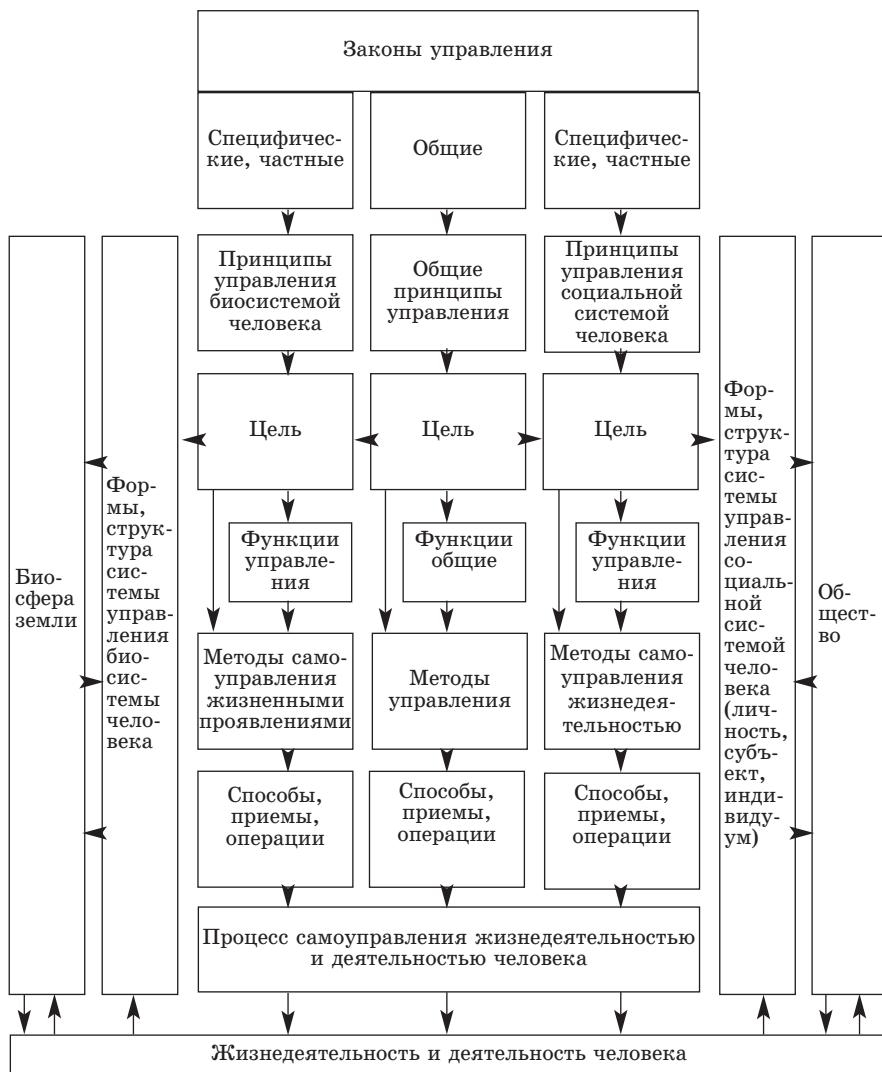 Законы управления
Специфичес-
кие, частные
Общие
Специфичес-
кие, частные
Принципы
управления
биосистемой
человека
Общие
принципы
управления
Принципы
управления
социальной
системой
человека
Цель
Цель
Цель
Функции
управле-
ния
Функции
общие
Функции
управле-
ния
Методы само-
управления
жизненными
проявлениями
Методы
управления
Методы само-
управления
жизнедея-
тельностью
Способы,
приемы,
операции
Способы,
приемы,
операции
Способы,
приемы,
операции
Процесс самоуправления жизнедеятельностью
и деятельностью человека
Био-
сфера
земли
Фор-
мы,
струк-
тура
сис-
темы
управ-
ления
био-
сис-
темы
чело-
века
Фор-
мы,
струк-
тура
сис-
темы
управ-
ления
со-
циаль-
ной
сис-
темой
чело-
века
(лич-
ность,
субъ-
ект,
инди-
виду-
ум)
Об-
щест-
во
Жизнедеятельность и деятельность человека